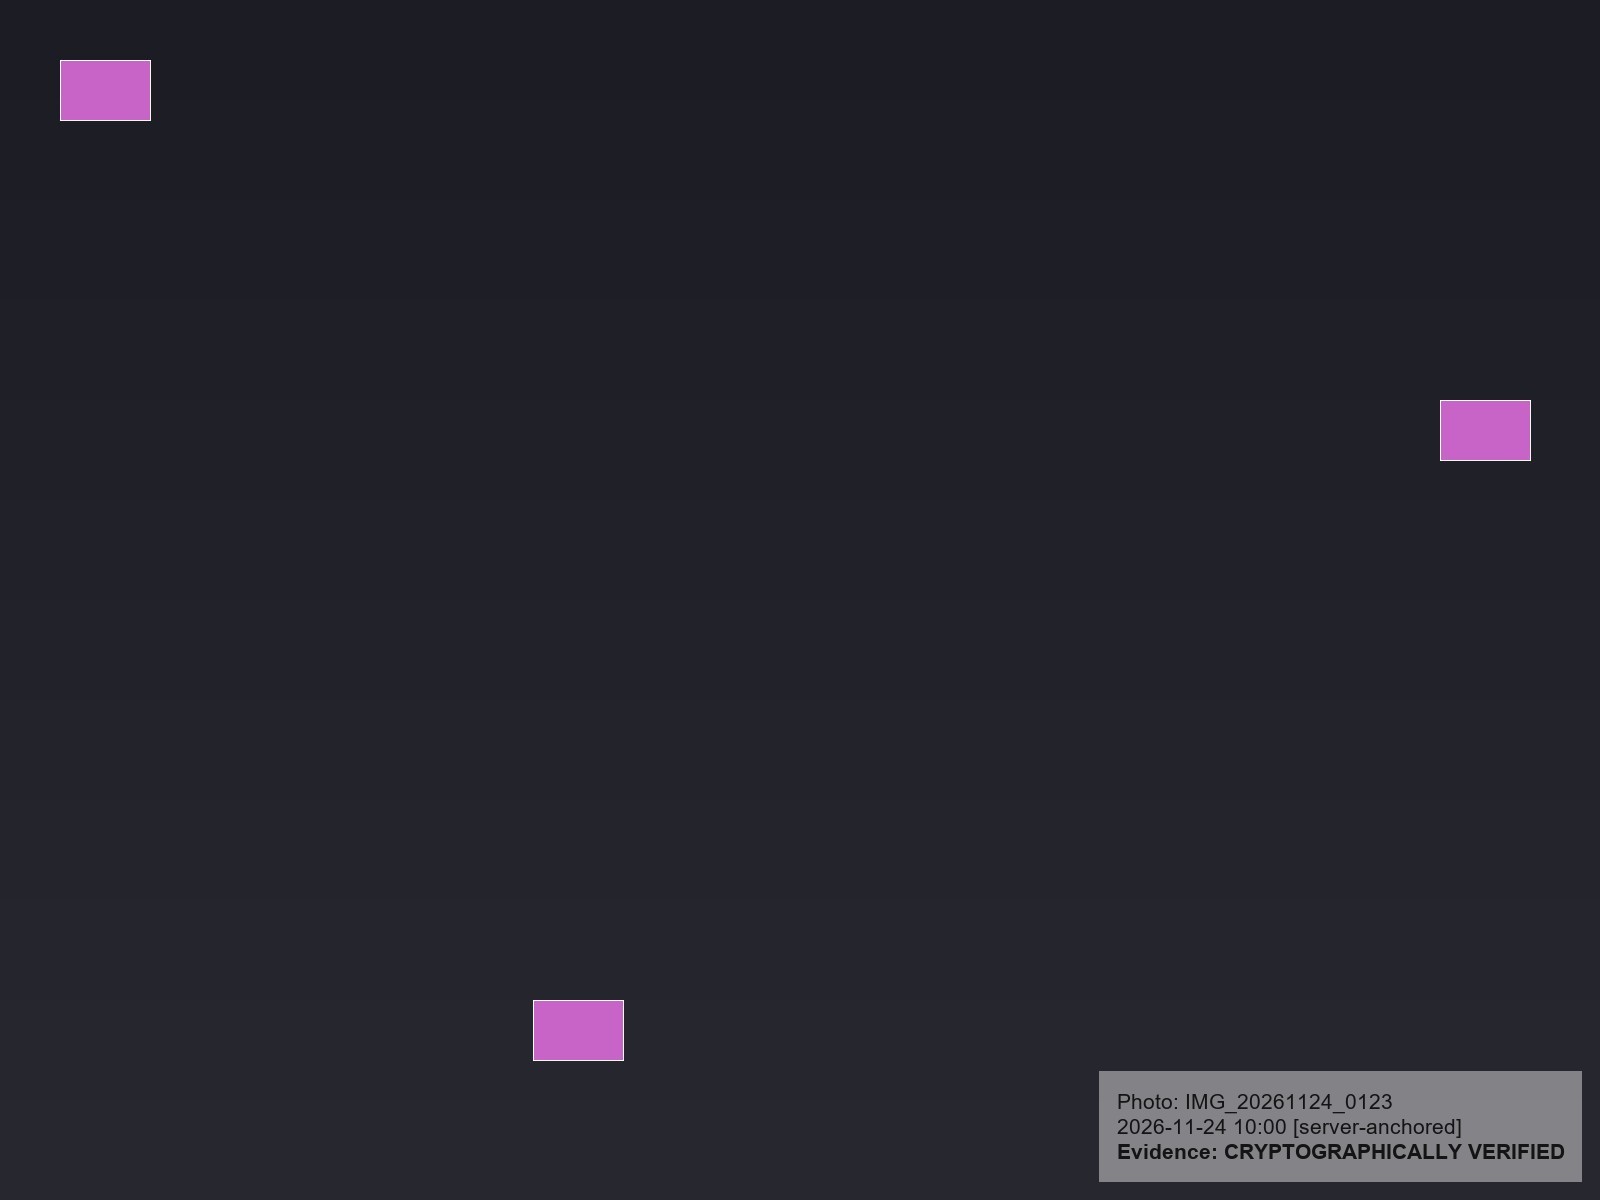 Photo: IMG_20261124_0123
2026-11-24 10:00 [server-anchored]
Evidence: CRYPTOGRAPHICALLY VERIFIED